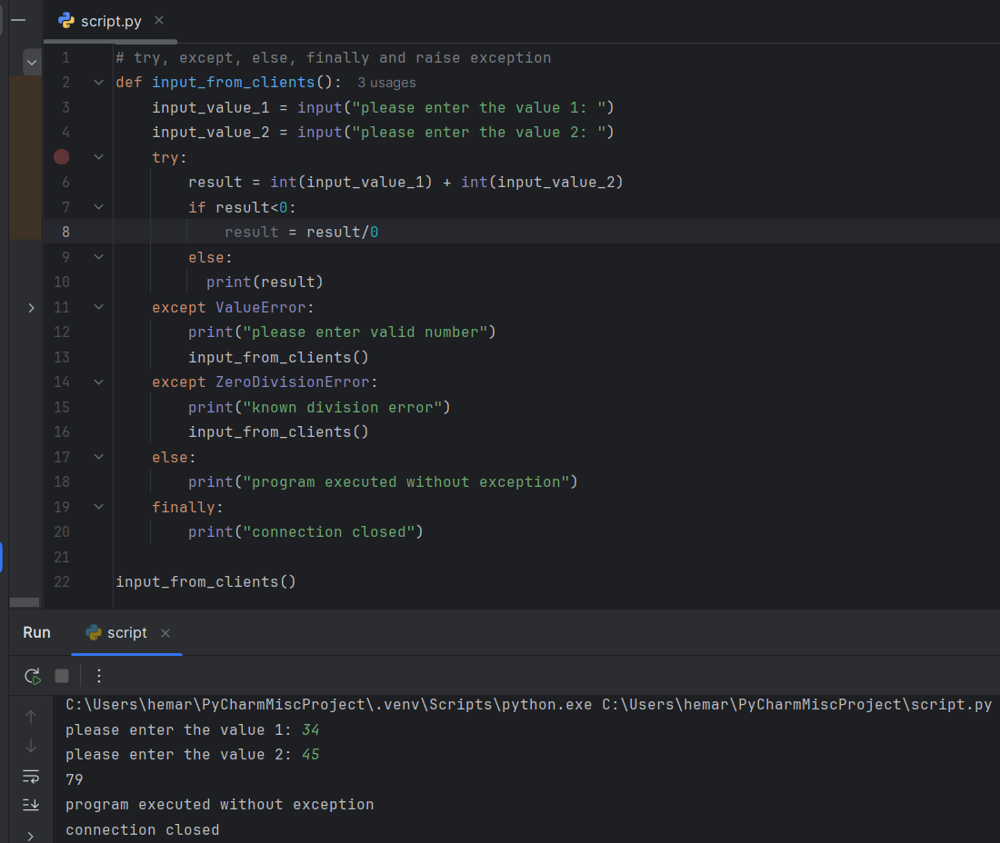 script.py
1 # try, except, else, finally and raise exception
2 def input_from_clients(): 3 usages
3     input_value_1 = input("please enter the value 1: ")
4     input_value_2 = input("please enter the value 2: ")
    try:
6         result = int(input_value_1) + int(input_value_2)
7         if result<0:
8             result = result/0
9         else:
10           print(result)
11     except ValueError:
12         print("please enter valid number")
13         input_from_clients()
14     except ZeroDivisionError:
15         print("known division error")
16         input_from_clients()
17     else:
18         print("program executed without exception")
19     finally:
20         print("connection closed")
21
22 input_from_clients()
Run script
C:\Users\hemar\PyCharmMiscProject\.venv\Scripts\python.exe C:\Users\hemar\PyCharmMiscProject\script.py
please enter the value 1: 34
please enter the value 2: 45
79
program executed without exception
connection closed